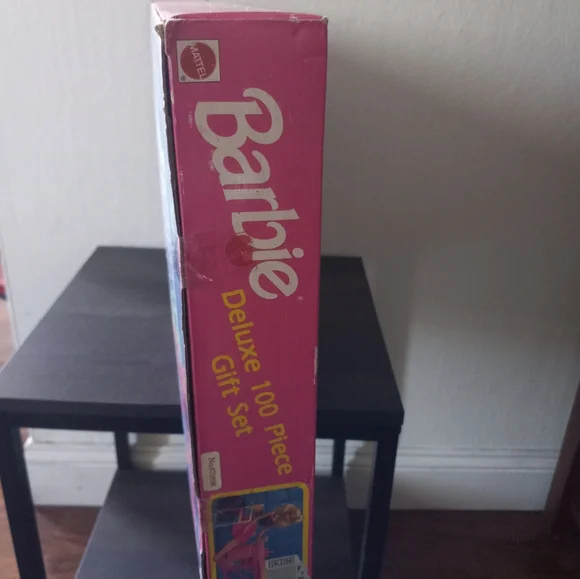 MATTEL
Barbie
Deluxe 100 Piece
Gift Set